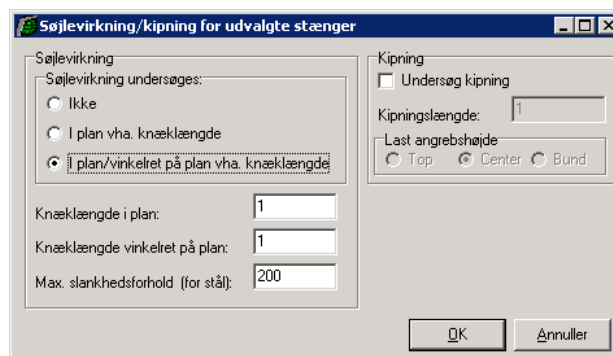 Søjlevirkning/kipning for udvalgte stænger
Søjlevirkning
Søjlevirkning undersøges:
Ikke
I plan vha. knæklængde
I plan/vinkelret på plan vha. knæklængde
Knæklængde i plan: 1
Knæklængde vinkelret på plan: 1
Max. slankhedsforhold (for stål): 200
Kipning
Undersøg kipning
Kipningslængde: 1
Last angrebshøjde
Top Center Bund
OK Annuller